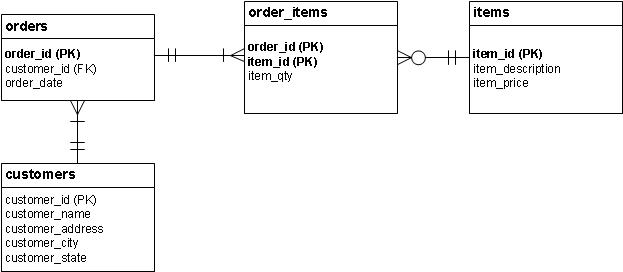 orders
order_id (PK)
customer_id (FK)
order_date
order_items
order_id (PK)
item_id (PK)
item_qty
items
item_id (PK)
item_description
item_price
customers
customer_id (PK)
customer_name
customer_address
customer_city
customer_state